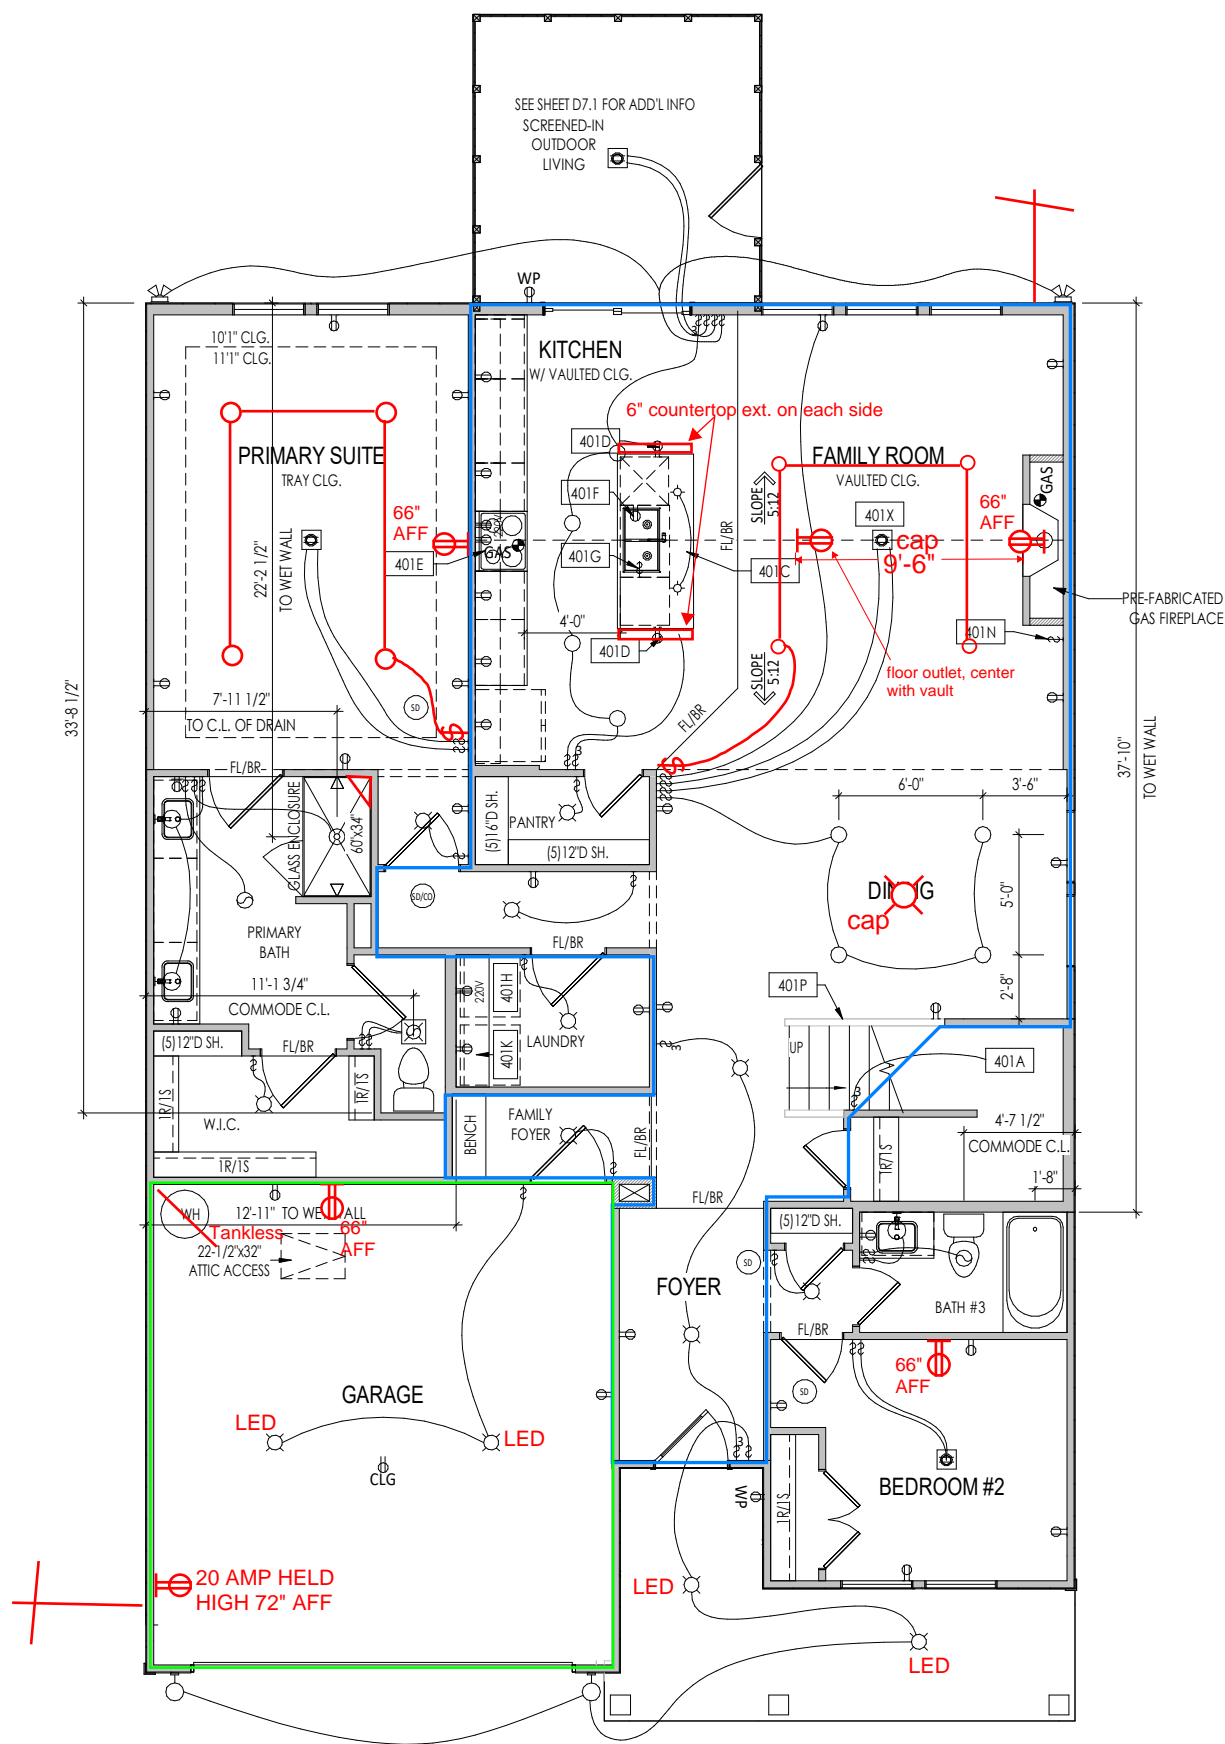 SEE SHEET D7.1 FOR ADD'L INFO
SCREENED-IN
OUTDOOR
LIVING
WP
10'1" CLG.
11'1" CLG.
KITCHEN
W/ VAULTED CLG.
6" countertop ext. on each side
401D
PRIMARY SUITE
TRAY CLG.
FAMILY ROOM
VAULTED CLG.
SLOPE
5:12
GAS
401F
66"
AFF
401X
66"
AFF
FL/BR
cap
9'-6"
GAS
401E
401G
401C
22'-2 1/2"
TO WET WALL
PRE-FABRICATED
GAS FIREPLACE
4'-0"
401D
401N
floor outlet, center
with vault
SLOPE
5:12
33'-8 1/2"
7'-11 1/2"
TO C.L. OF DRAIN
SD
FL/BR
37'-10"
TO WET WALL
FL/BR
6'-0"
3'-6"
GLASS ENCLOSURE
60"x34"
(5)16"D SH.
PANTRY
(5)12"D SH.
DINING
cap
5'-0"
SD/CO
PRIMARY
BATH
FL/BR
11'-1 3/4"
COMMODE C.L.
220V
401H
401P
2'-8"
(5)12"D SH.
FL/BR
401K
LAUNDRY
UP
3
401A
1R/1S
1R/1S
W.I.C.
BENCH
FAMILY
FOYER
FL/BR
3
4'-7 1/2"
COMMODE C.L.
1R/1S
1R/1S
1'-8"
WH
12'-11" TO WET WALL
Tankless
66"
AFF
22-1/2"x32"
ATTIC ACCESS
FL/BR
(5)12"D SH.
SD
FOYER
BATH #3
FL/BR
66"
AFF
SD
GARAGE
LED
LED
CLG
3
WP
BEDROOM #2
1R/1S
20 AMP HELD
HIGH 72" AFF
LED
LED